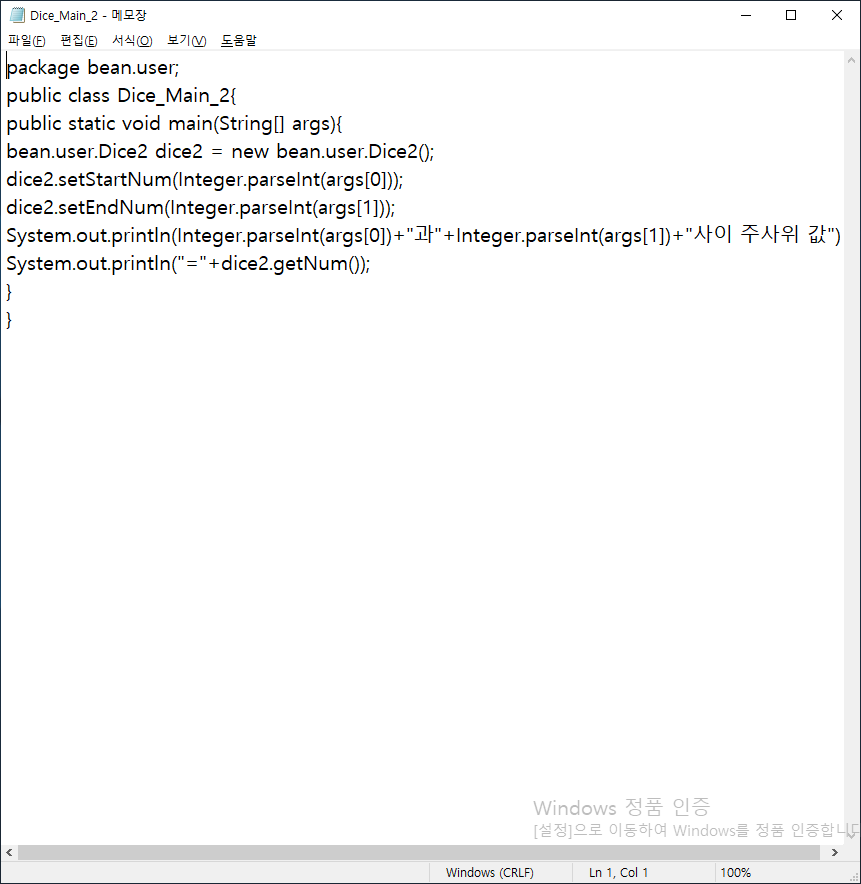 Dice_Main_2 - 메모장
파일(F) 편집(E) 서식(O) 보기(V) 도움말
package bean.user;
public class Dice_Main_2{
public static void main(String[] args){
bean.user.Dice2 dice2 = new bean.user.Dice2();
dice2.setStartNum(Integer.parseInt(args[0]));
dice2.setEndNum(Integer.parseInt(args[1]));
System.out.println(Integer.parseInt(args[0])+"과"+Integer.parseInt(args[1])+"사이 주사위 값")
System.out.println("="+dice2.getNum());
}
}
Windows 정품 인증
[설정]으로 이동하여 Windows를 정품 인증합니다
Windows (CRLF) Ln 1, Col 1 100%